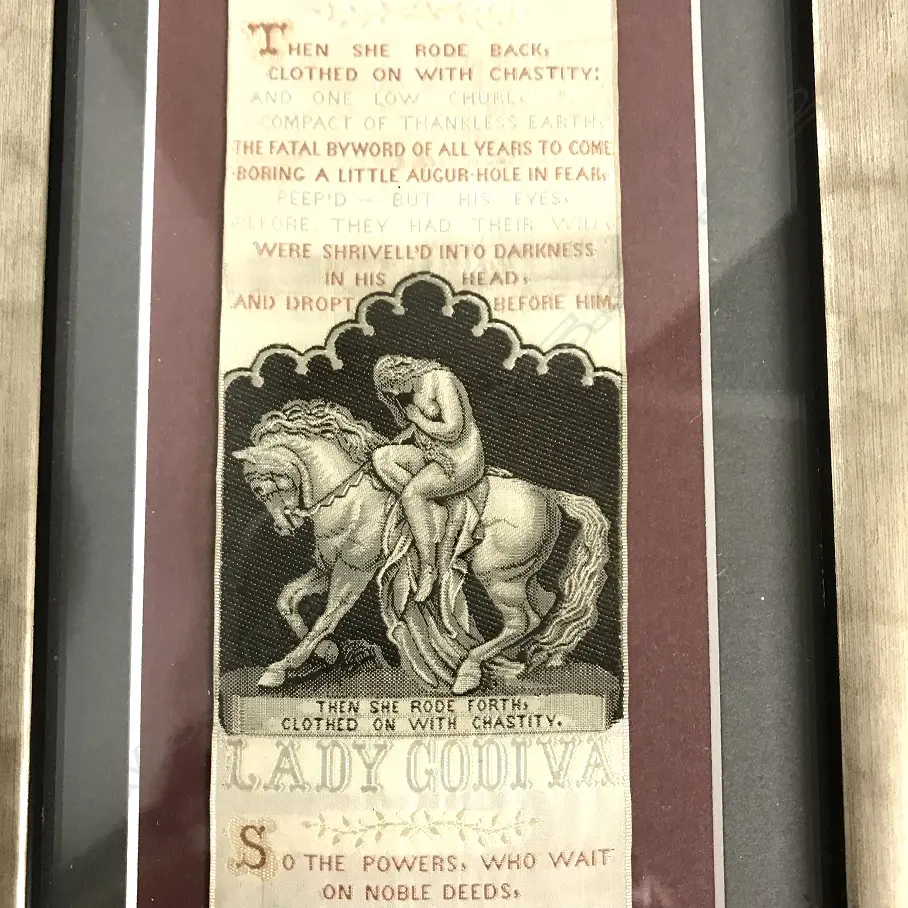 THEN SHE RODE BACK,
CLOTHED ON WITH CHASTITY:
AND ONE LOW CHURL,
COMPACT OF THANKLESS EARTH,
THE FATAL BYWORD OF ALL YEARS TO COME
BORING A LITTLE AUGUR-HOLE IN FEAR,
PEEP'D – BUT HIS EYES,
BEFORE THEY HAD THEIR WILL,
WERE SHRIVELL'D INTO DARKNESS
IN HIS HEAD,
AND DROPT BEFORE HIM.
THEN SHE RODE FORTH,
CLOTHED ON WITH CHASTITY.
LADY GODIVA
SO THE POWERS, WHO WAIT
ON NOBLE DEEDS,